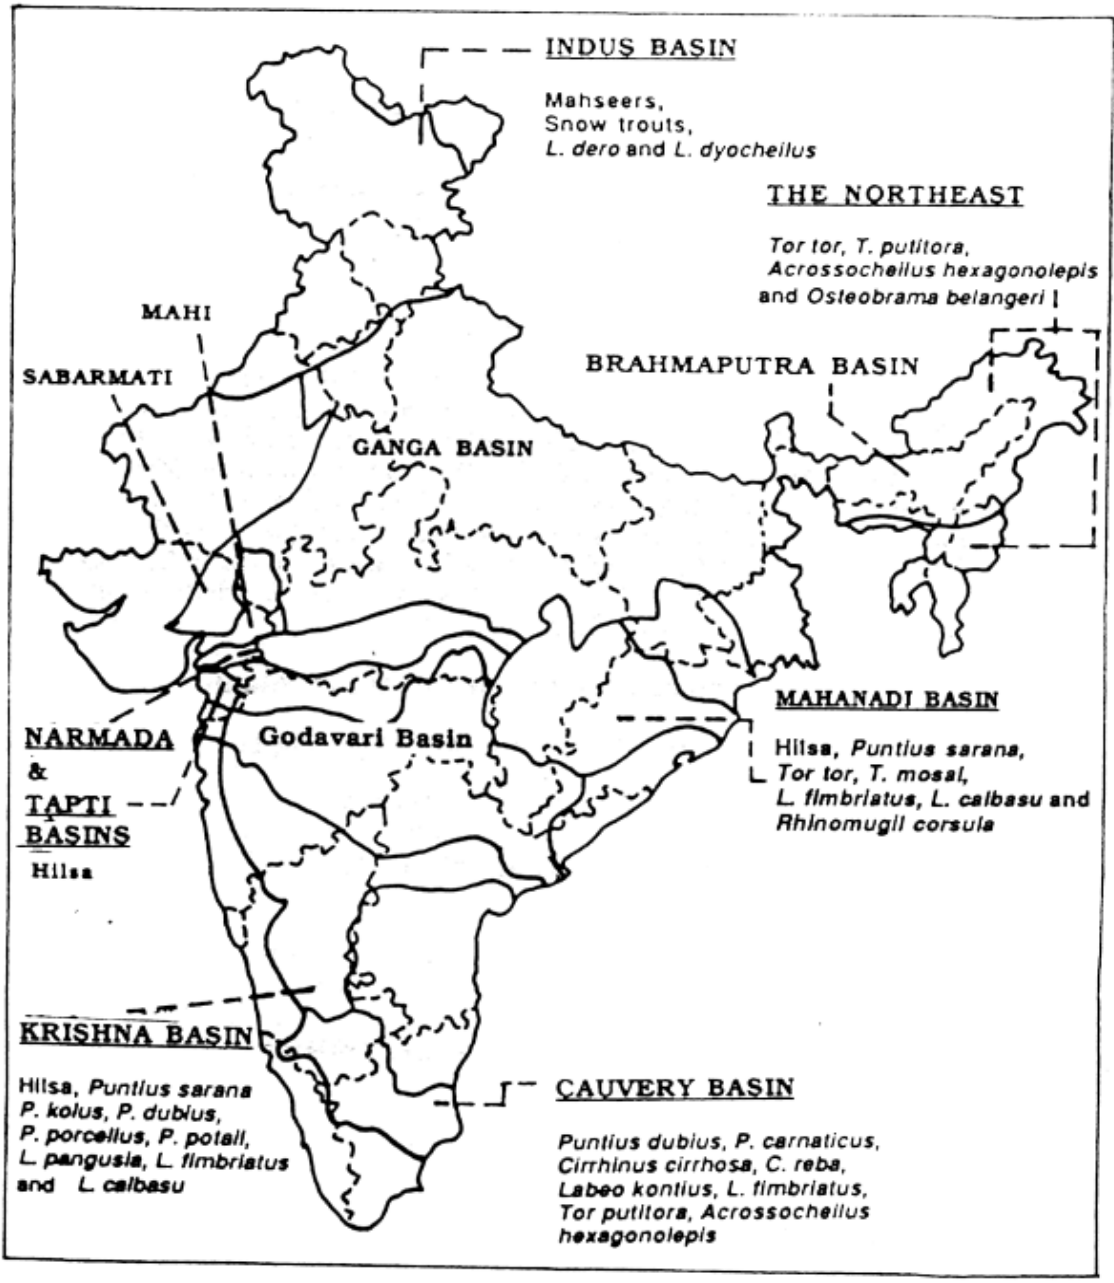 INDUS BASIN
Mahseers,
Snow trouts,
L. dero and L. dyocheilus
THE NORTHEAST
Tor tor, T. putitora,
Acrossocheilus hexagonolepis
and Osteobrama belangeri
MAHI
SABARMATI
BRAHMAPUTRA BASIN
GANGA BASIN
NARMADA
&
TAPTI
BASINS
Hilsa
Godavari Basin
MAHANADI BASIN
Hilsa, Puntius sarana,
Tor tor, T. mosal,
L. fimbriatus, L. calbasu and
Rhinomugil corsula
KRISHNA BASIN
Hilsa, Puntius sarana
P. kolus, P. dubius,
P. porcellus, P. potail,
L. pangusia, L. fimbriatus
and L. calbasu
CAUVERY BASIN
Puntius dubius, P. carnaticus,
Cirrhinus cirrhosa, C. reba,
Labeo kontius, L. fimbriatus,
Tor putitora, Acrossocheilus
hexagonolepis